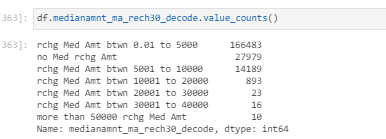 363]: df.medianamnt_ma_rech30_decode.value_counts()
363]: rchg Med Amt btwn 0.01 to 5000 166483
no Med rchg Amt 27979
rchg Med Amt btwn 5001 to 10000 14189
rchg Med Amt btwn 10001 to 20000 893
rchg Med Amt btwn 20001 to 30000 23
rchg Med Amt btwn 30001 to 40000 16
more than 50000 rchg Med Amt 10
Name: medianamnt_ma_rech30_decode, dtype: int64